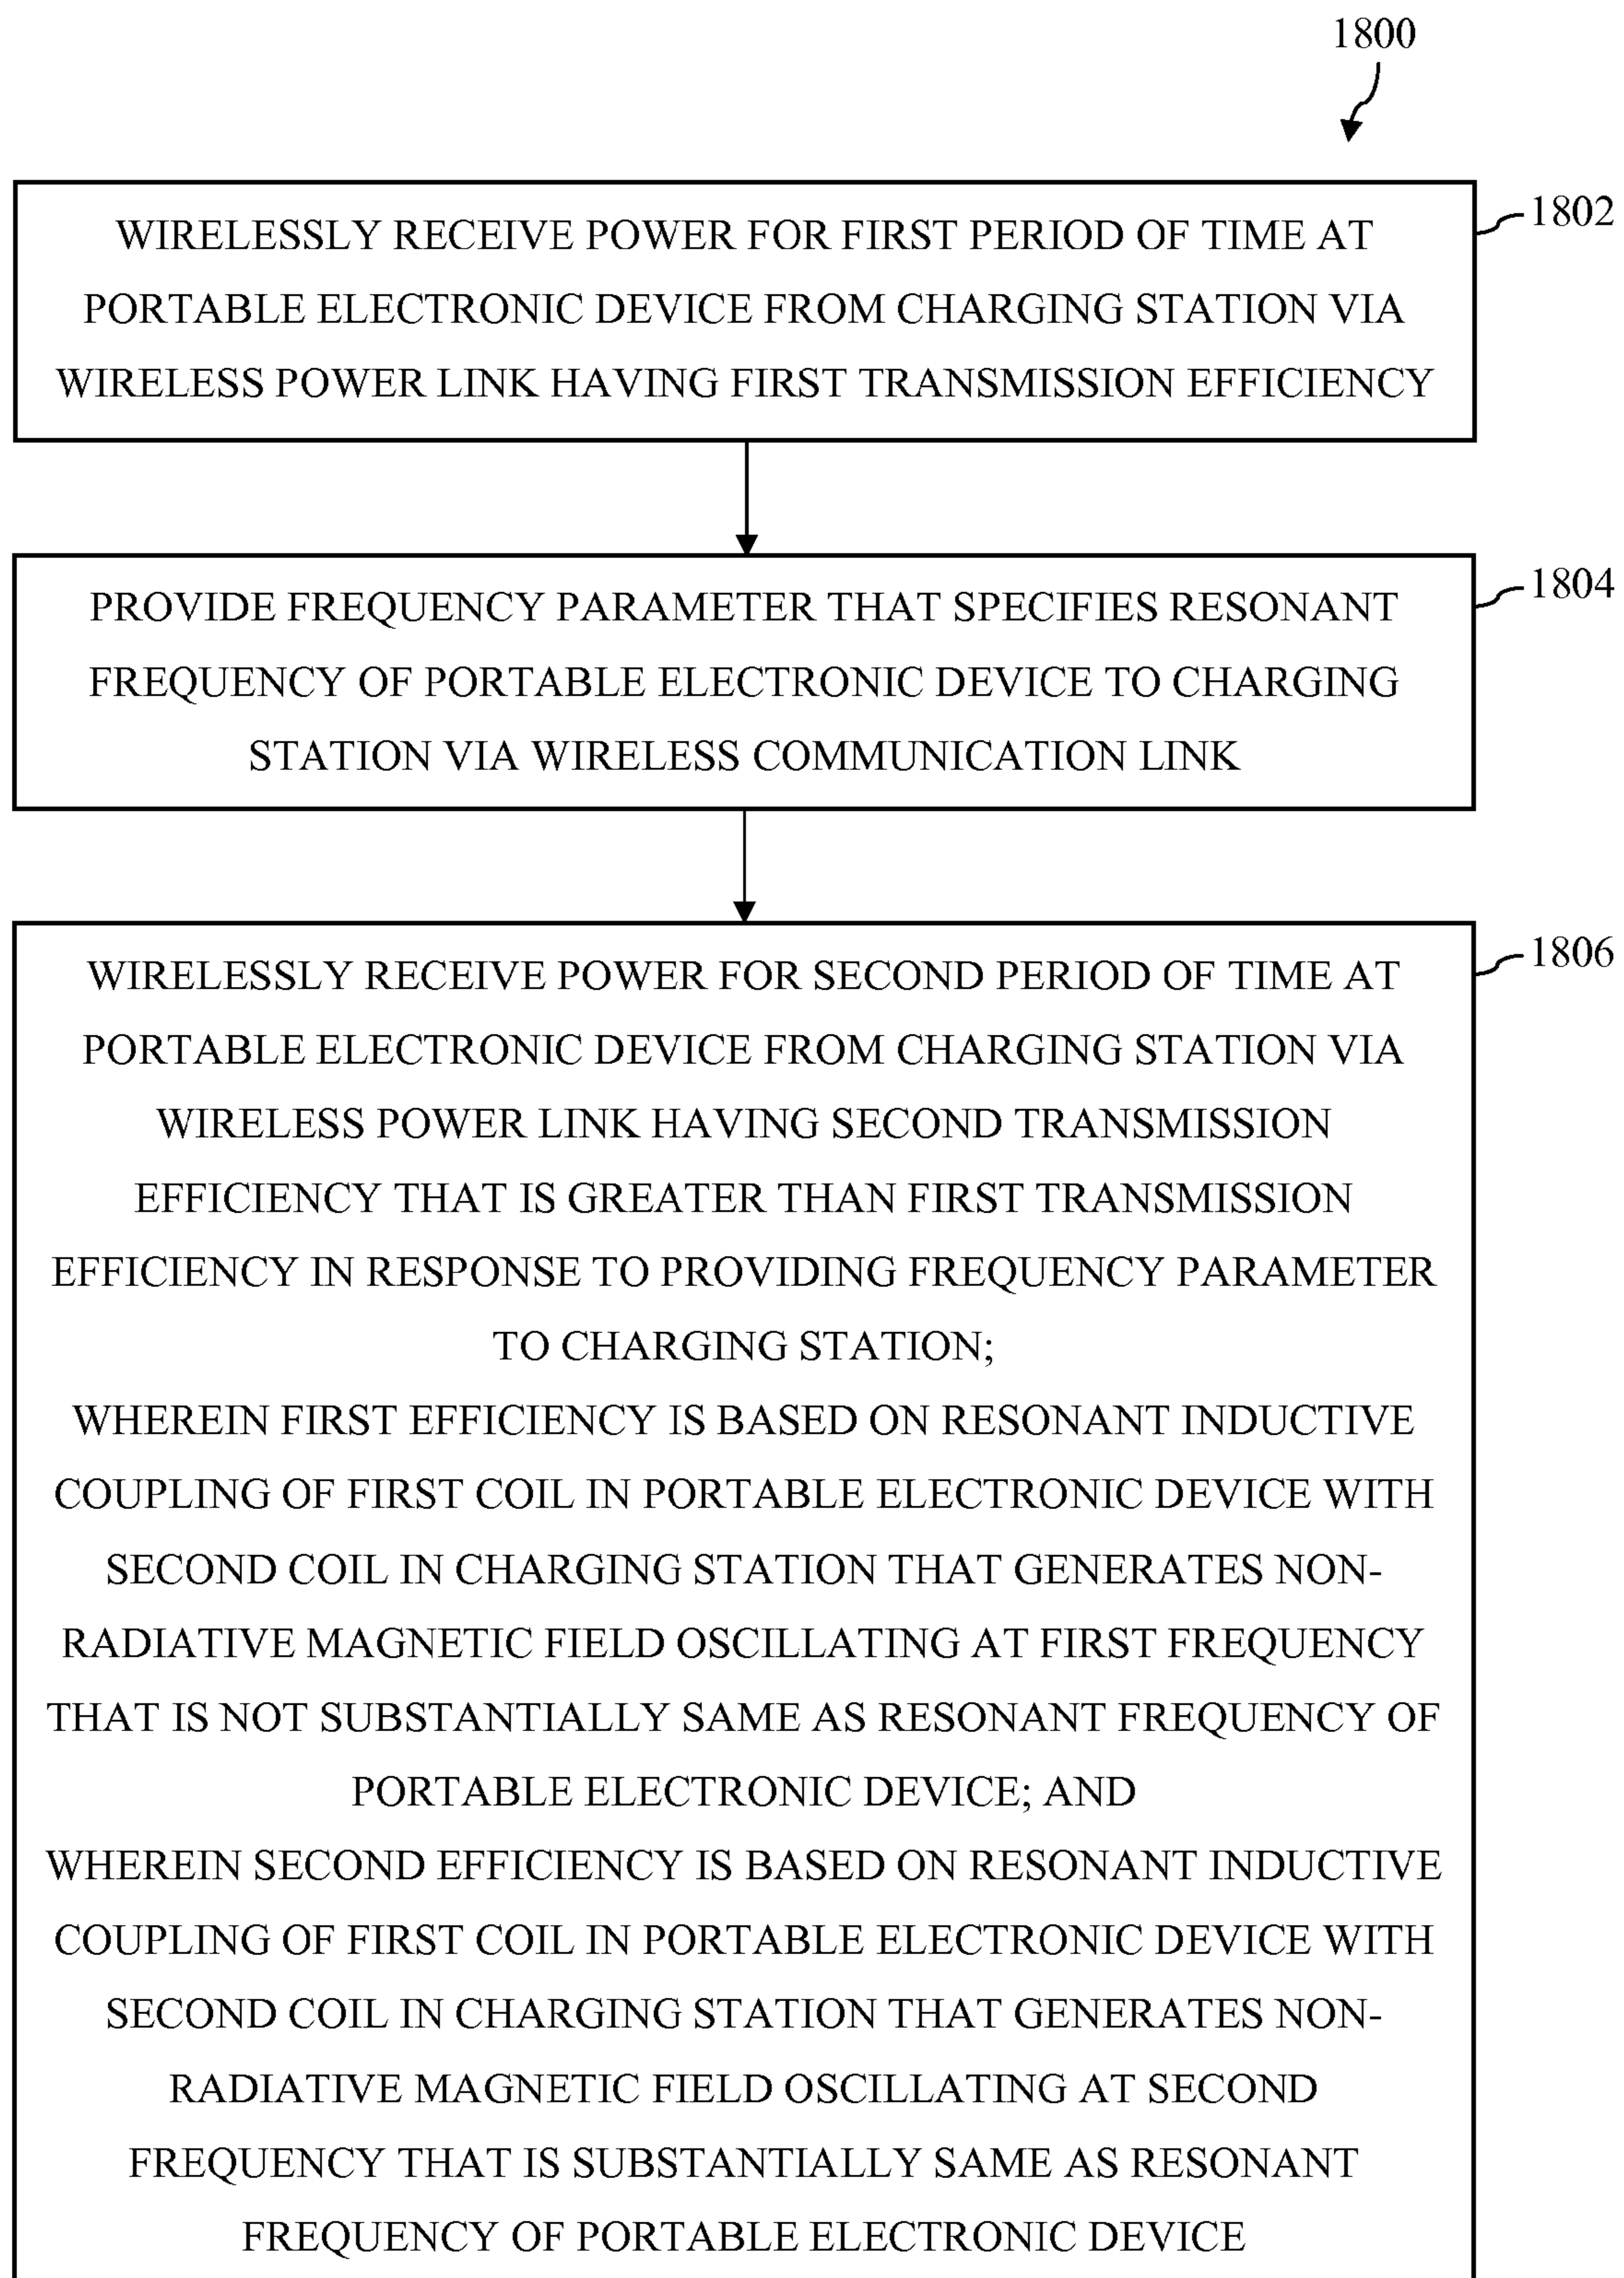 1800
1802
WIRELESSLY RECEIVE POWER FOR FIRST PERIOD OF TIME AT
PORTABLE ELECTRONIC DEVICE FROM CHARGING STATION VIA
WIRELESS POWER LINK HAVING FIRST TRANSMISSION EFFICIENCY
1804
PROVIDE FREQUENCY PARAMETER THAT SPECIFIES RESONANT
FREQUENCY OF PORTABLE ELECTRONIC DEVICE TO CHARGING
STATION VIA WIRELESS COMMUNICATION LINK
1806
WIRELESSLY RECEIVE POWER FOR SECOND PERIOD OF TIME AT
PORTABLE ELECTRONIC DEVICE FROM CHARGING STATION VIA
WIRELESS POWER LINK HAVING SECOND TRANSMISSION
EFFICIENCY THAT IS GREATER THAN FIRST TRANSMISSION
EFFICIENCY IN RESPONSE TO PROVIDING FREQUENCY PARAMETER
TO CHARGING STATION;
WHEREIN FIRST EFFICIENCY IS BASED ON RESONANT INDUCTIVE
COUPLING OF FIRST COIL IN PORTABLE ELECTRONIC DEVICE WITH
SECOND COIL IN CHARGING STATION THAT GENERATES NON-
RADIATIVE MAGNETIC FIELD OSCILLATING AT FIRST FREQUENCY
THAT IS NOT SUBSTANTIALLY SAME AS RESONANT FREQUENCY OF
PORTABLE ELECTRONIC DEVICE; AND
WHEREIN SECOND EFFICIENCY IS BASED ON RESONANT INDUCTIVE
COUPLING OF FIRST COIL IN PORTABLE ELECTRONIC DEVICE WITH
SECOND COIL IN CHARGING STATION THAT GENERATES NON-
RADIATIVE MAGNETIC FIELD OSCILLATING AT SECOND
FREQUENCY THAT IS SUBSTANTIALLY SAME AS RESONANT
FREQUENCY OF PORTABLE ELECTRONIC DEVICE